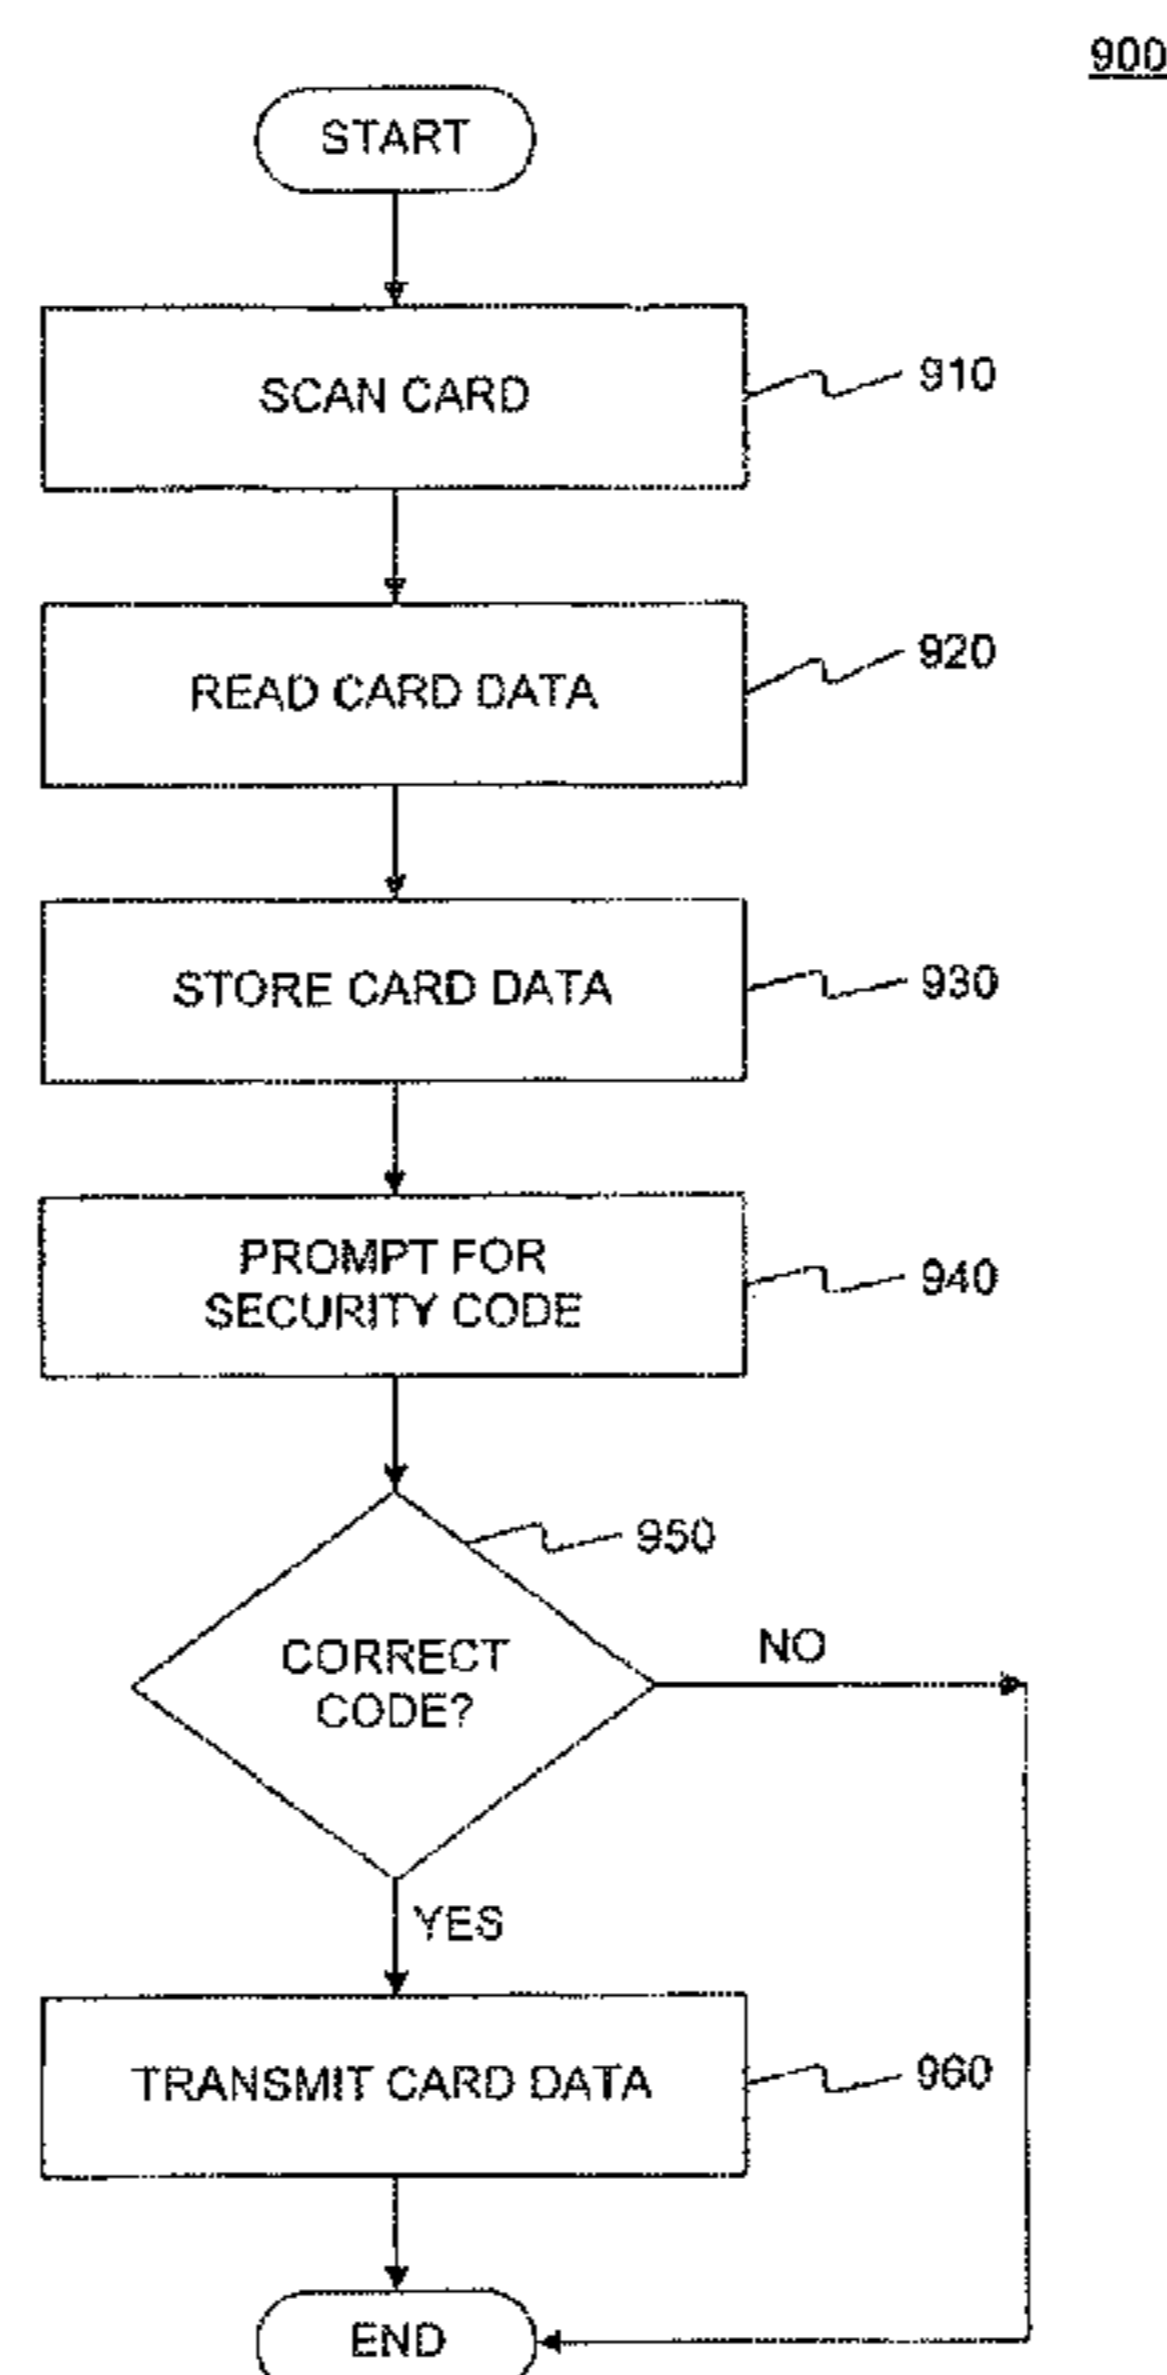 900
START
SCAN CARD
910
READ CARD DATA
920
STORE CARD DATA
930
PROMPT FOR
SECURITY CODE
940
950
CORRECT
CODE?
NO
YES
TRANSMIT CARD DATA
960
END